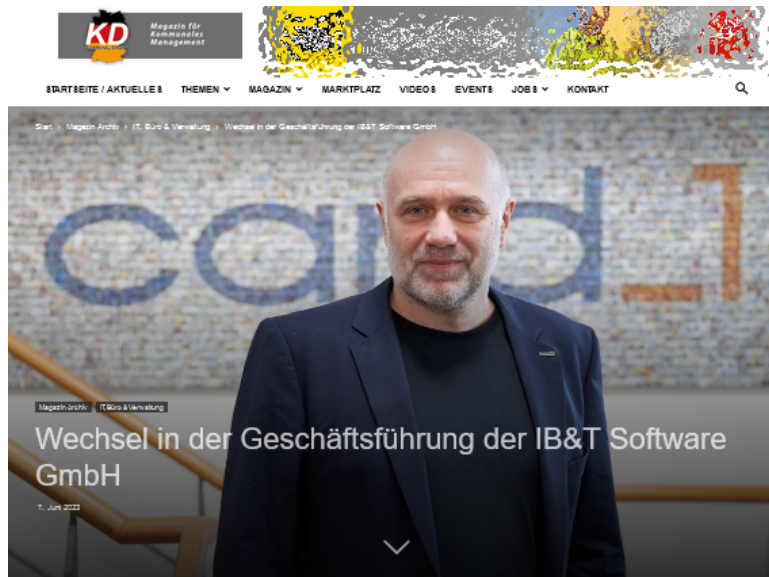 KD
Magazin für
Kommunales
Management
STARTSEITE / AKTUELLES THEMEN MAGAZIN MARKTPLATZ VIDEOS EVENTS JOBS KONTAKT
Start › Magazin Archiv › IT, Büro & Verwaltung › Wechsel in der Geschäftsführung der IB&T Software GmbH
card_1
Magazin Archiv IT, Büro & Verwaltung
Wechsel in der Geschäftsführung der IB&T Software
GmbH
7. Juni 2023